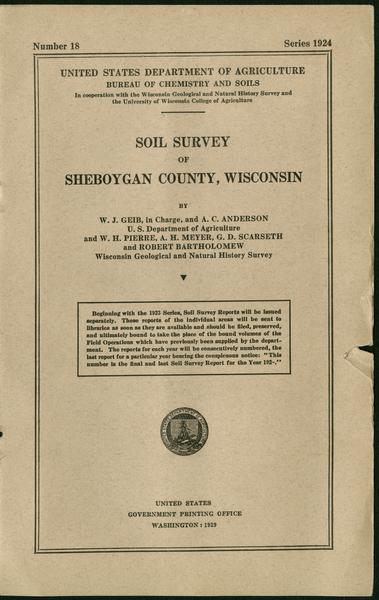 Number 18
Series 1924
UNITED STATES DEPARTMENT OF AGRICULTURE
BUREAU OF CHEMISTRY AND SOILS
In cooperation with the Wisconsin Geological and Natural History Survey and
the University of Wisconsin College of Agriculture
SOIL SURVEY
OF
SHEBOYGAN COUNTY, WISCONSIN
BY
W. J. GEIB, in Charge, and A. C. ANDERSON
U. S. Department of Agriculture
and W. H. PIERRE, A. H. MEYER, G. D. SCARSETH
and ROBERT BARTHOLOMEW
Wisconsin Geological and Natural History Survey
Beginning with the 1923 Series, Soil Survey Reports will be issued
separately. These reports of the individual areas will be sent to
libraries as soon as they are available and should be filed, preserved,
and ultimately bound to take the place of the bound volumes of the
Field Operations which have previously been supplied by the depart-
ment. The reports for each year will be consecutively numbered, the
last report for a particular year bearing the conspicuous notice: "This
number is the final and last Soil Survey Report for the Year 192-."
UNITED STATES
GOVERNMENT PRINTING OFFICE
WASHINGTON : 1929